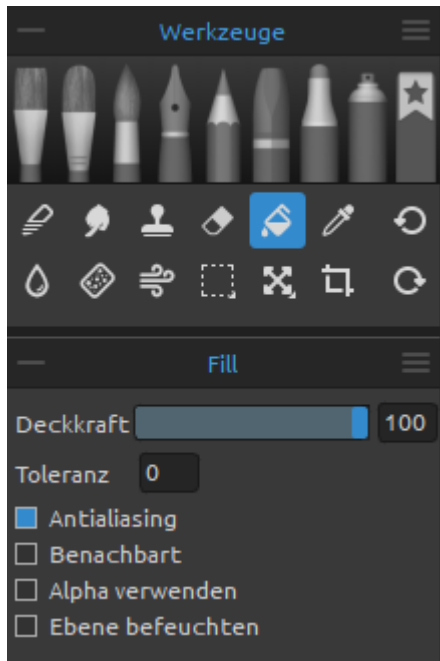 Werkzeuge
Fill
Deckkraft 100
Toleranz 0
Antialiasing
Benachbart
Alpha verwenden
Ebene befeuchten